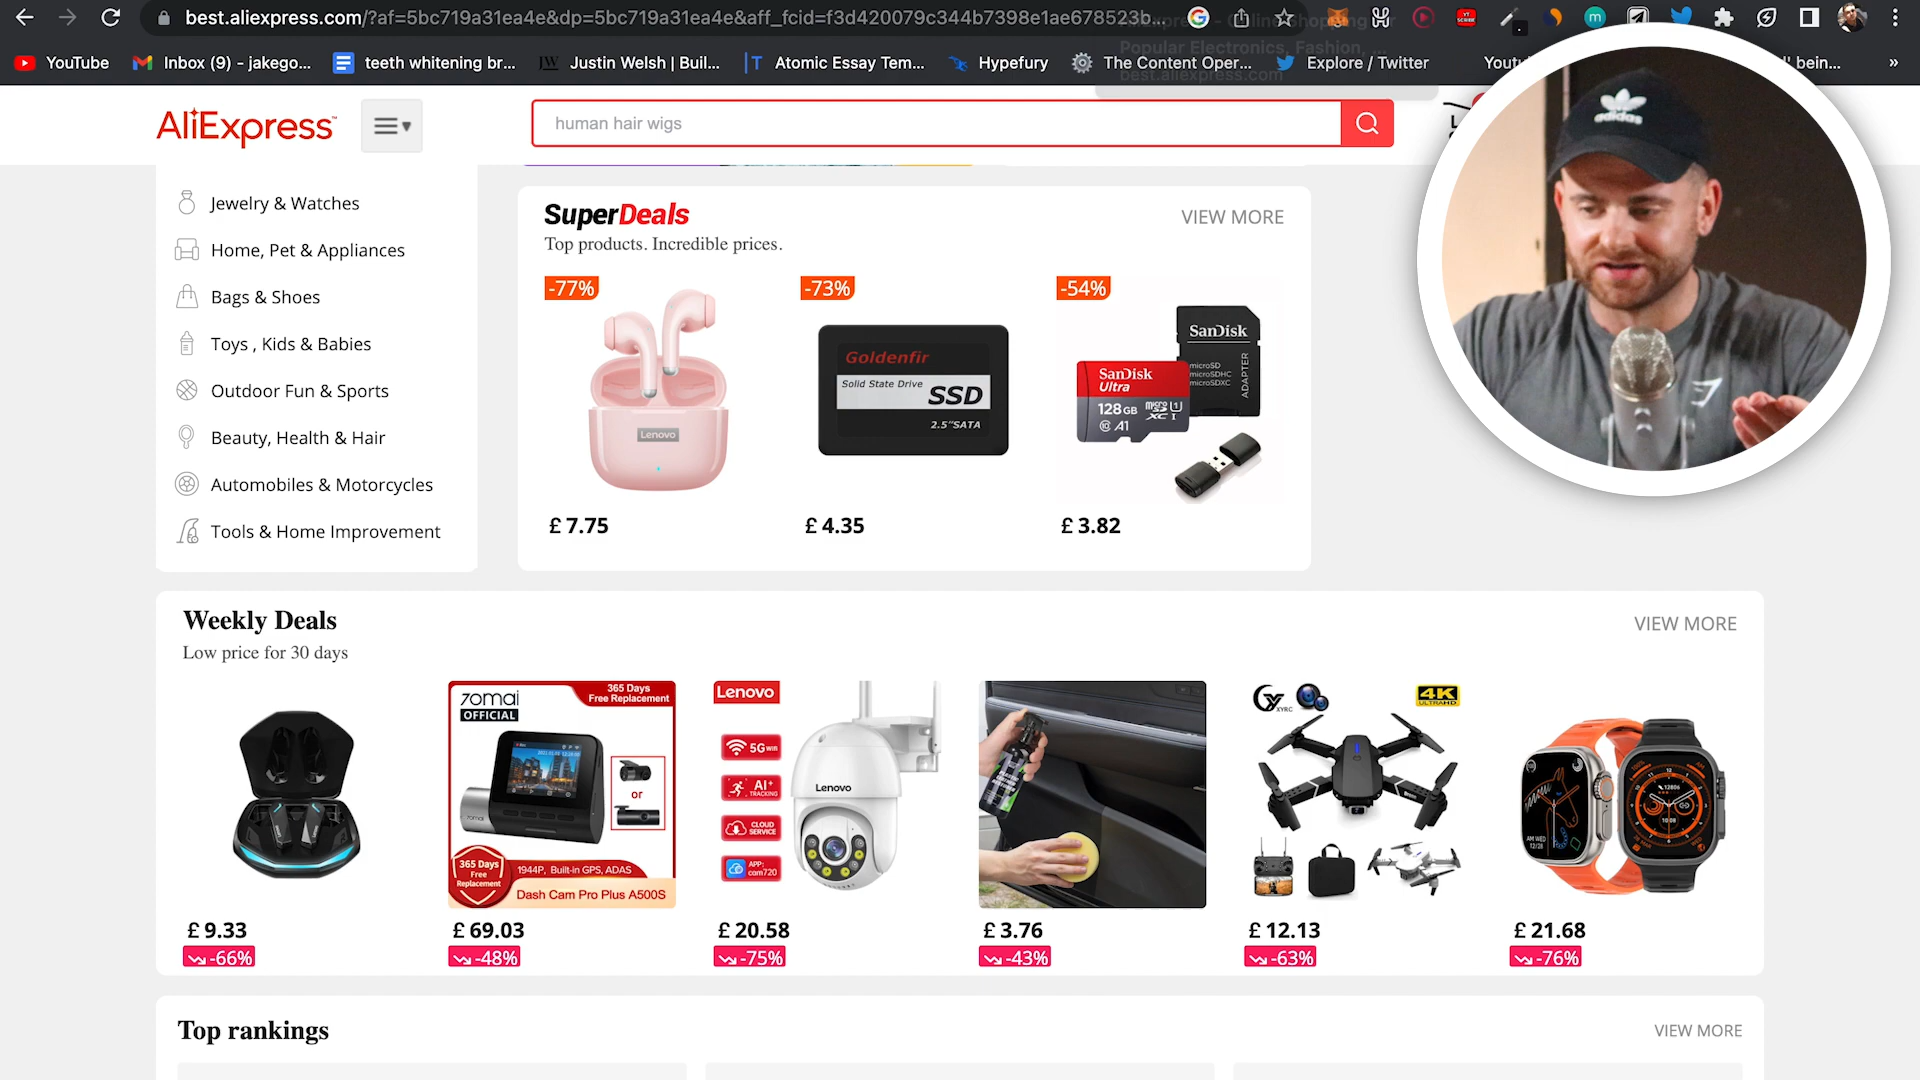 best.aliexpress.com/?af=5bc719a31ea4e&dp=5bc719a31ea4e&aff_fcid=f3d420079c344b7398e1ae678523b...
Popular Electronics, Fashion, ...
best.aliexpress.com
YouTube
Inbox (9) - jakego...
teeth whitening br...
Justin Welsh | Buil...
Atomic Essay Tem...
Hypefury
The Content Oper...
Explore / Twitter
Yout
' bein...
»
AliExpress
human hair wigs
Jewelry & Watches
Home, Pet & Appliances
Bags & Shoes
Toys , Kids & Babies
Outdoor Fun & Sports
Beauty, Health & Hair
Automobiles & Motorcycles
Tools & Home Improvement
SuperDeals
VIEW MORE
Top products. Incredible prices.
-77%
-73%
-54%
Lenovo
Goldenfir
Solid State Drive
SSD
2.5"SATA
SanDisk
microSD
microSDHC
microSDXC
ADAPTER
SanDisk
Ultra
128GB
A1
£ 7.75
£ 4.35
£ 3.82
adidas
Weekly Deals
VIEW MORE
Low price for 30 days
70mai
OFFICIAL
365 Days
Free Replacement
or
70mai
365 Days
Free
Replacement
1944P, Built-in GPS, ADAS
Dash Cam Pro Plus A500S
Lenovo
5G Wifi
AI+
TRACKING
CLOUD
SERVICE
APP:
com720
Lenovo
XYRC
4K
ULTRAHD
£ 9.33
£ 69.03
£ 20.58
£ 3.76
£ 12.13
£ 21.68
-66%
-48%
-75%
-43%
-63%
-76%
Top rankings
VIEW MORE